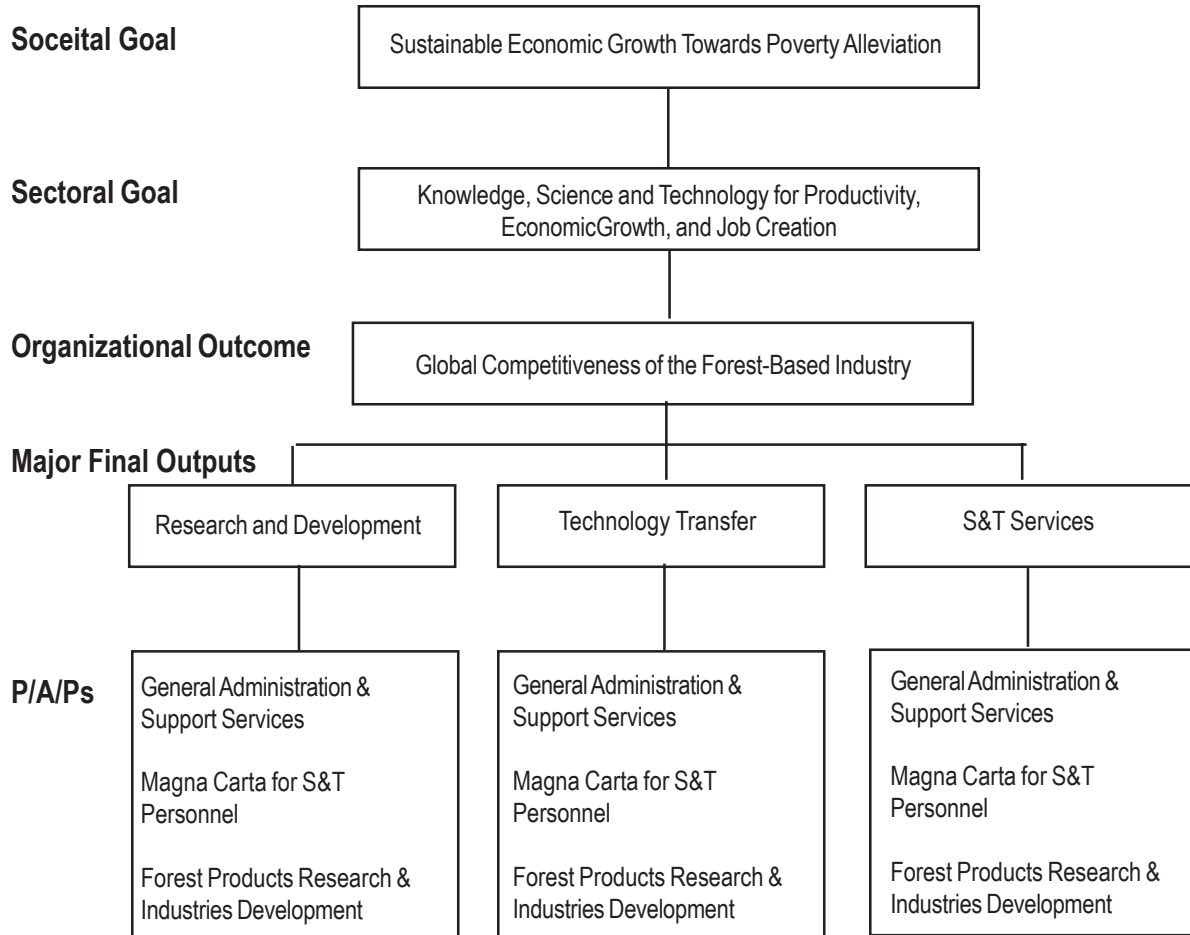 Soceital Goal
Sustainable Economic Growth Towards Poverty Alleviation
Sectoral Goal
Knowledge, Science and Technology for Productivity,
EconomicGrowth, and Job Creation
Organizational Outcome
Global Competitiveness of the Forest-Based Industry
Major Final Outputs
Research and Development
Technology Transfer
S&T Services
P/A/Ps
General Administration &
Support Services
Magna Carta for S&T
Personnel
Forest Products Research &
Industries Development
General Administration &
Support Services
Magna Carta for S&T
Personnel
Forest Products Research &
Industries Development
General Administration &
Support Services
Magna Carta for S&T
Personnel
Forest Products Research &
Industries Development